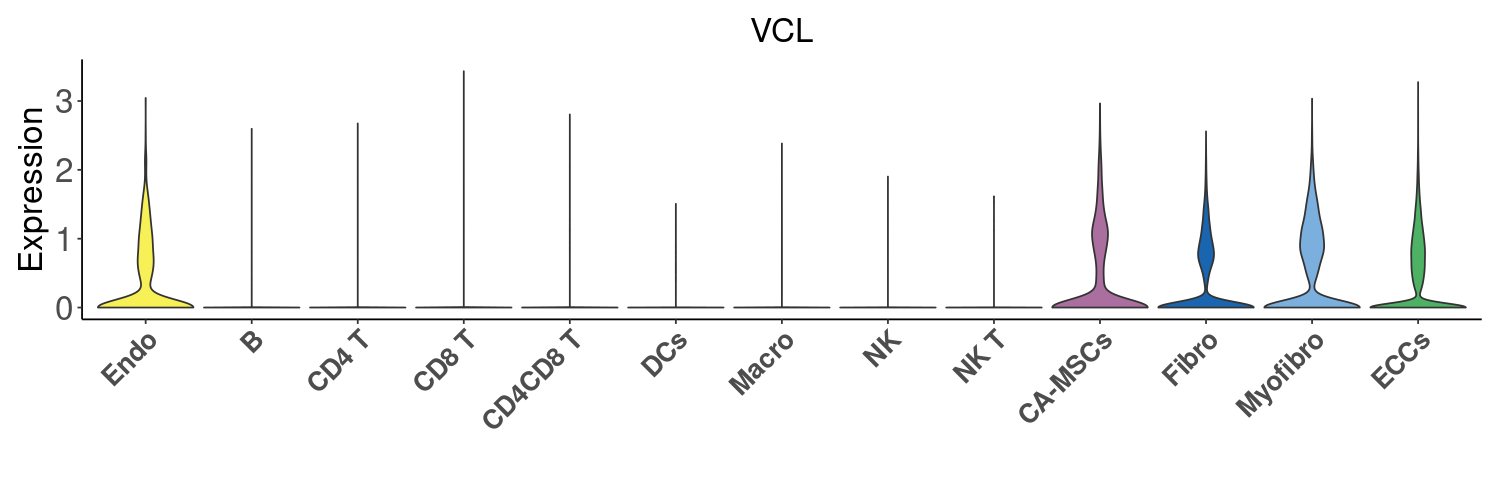 VCL
Expression
3
2
1
0
Endo
B
CD4 T
CD8 T
CD4CD8 T
DCs
Macro
NK
NK T
CA-MSCs
Fibro
Myofibro
ECCs